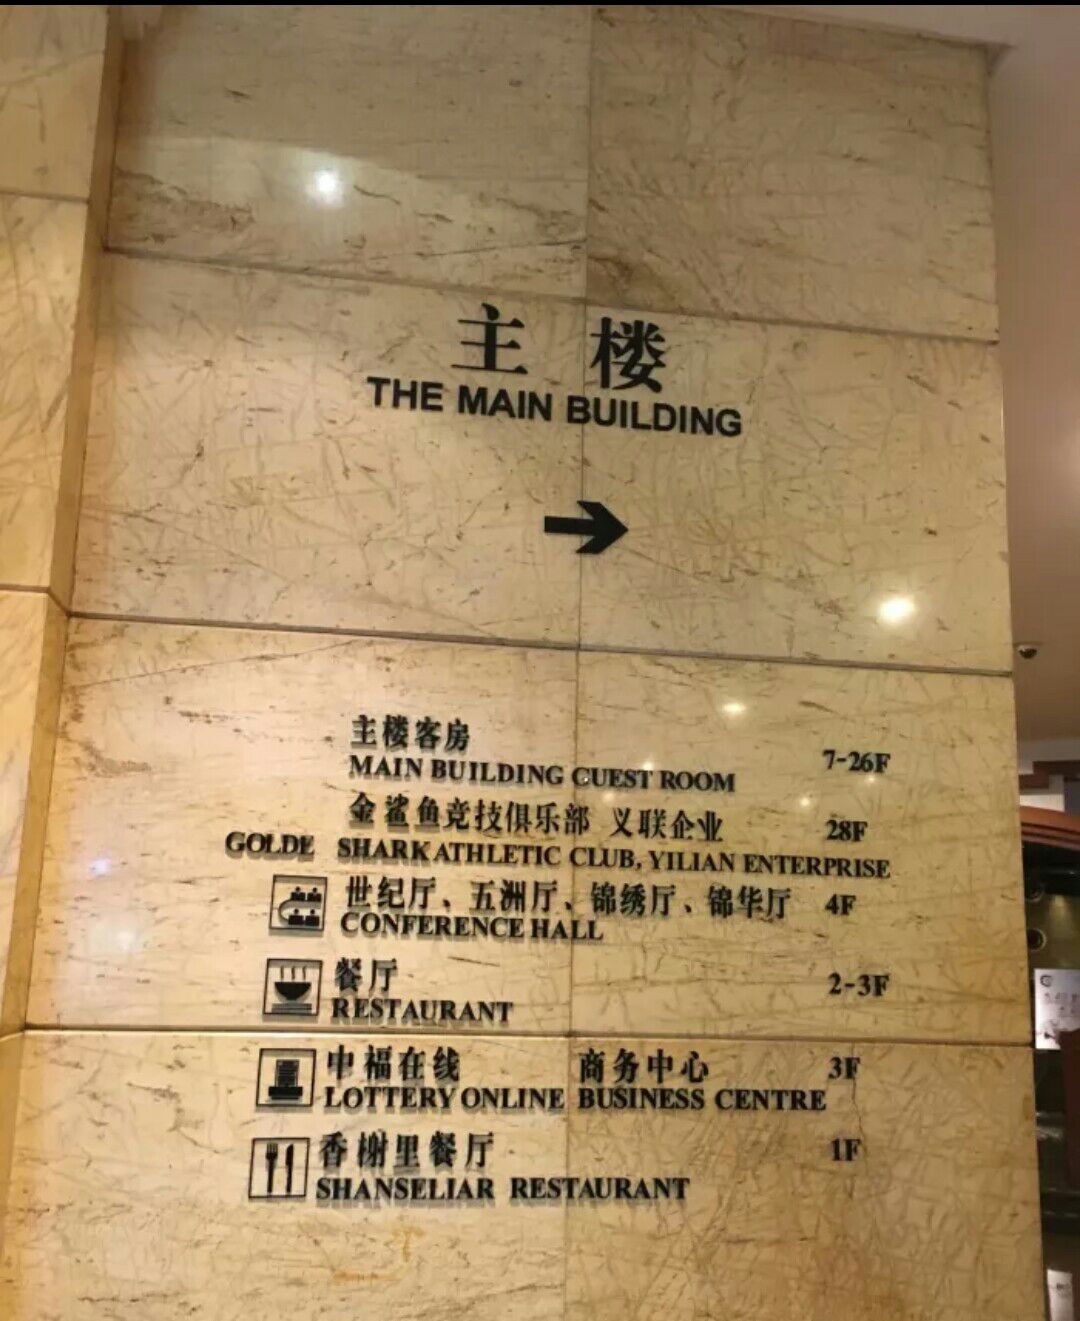 主楼
THE MAIN BUILDING
主楼客房
7-26F
MAIN BUILDING CUEST ROOM
金鲨鱼竞技俱乐部 义联企业
28F
GOLDE SHARK ATHLETIC CLUB, YILIAN ENTERPRISE
世纪厅、五洲厅、锦绣厅、锦华厅 4F
CONFERENCE HALL
餐厅
2-3F
RESTAURANT
中福在线 商务中心 3F
LOTTERY ONLINE BUSINESS CENTRE
香榭里餐厅 1F
SHANSELIAR RESTAURANT